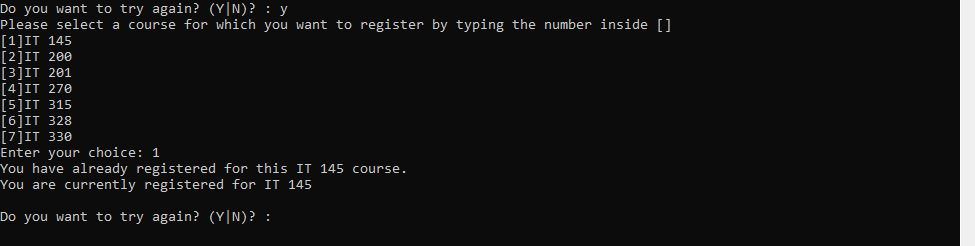 Do you want to try again? (Y|N)? : y
Please select a course for which you want to register by typing the number inside []
[1]IT 145
[2]IT 200
[3]IT 201
[4]IT 270
[5]IT 315
[6]IT 328
[7]IT 330
Enter your choice: 1
You have already registered for this IT 145 course.
You are currently registered for IT 145
Do you want to try again? (Y|N)? :